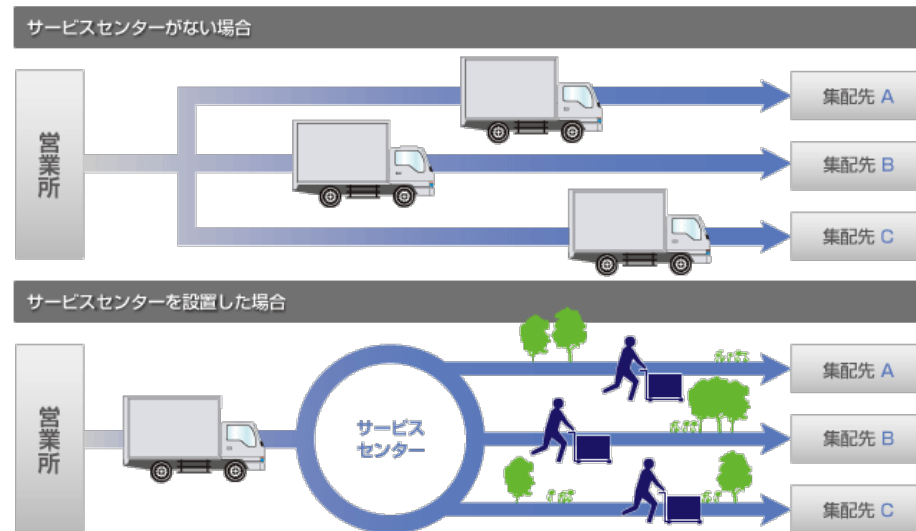 サービスセンターがない場合
営業所
集配先 A
集配先 B
集配先 C
サービスセンターを設置した場合
営業所
サービス
センター
集配先 A
集配先 B
集配先 C